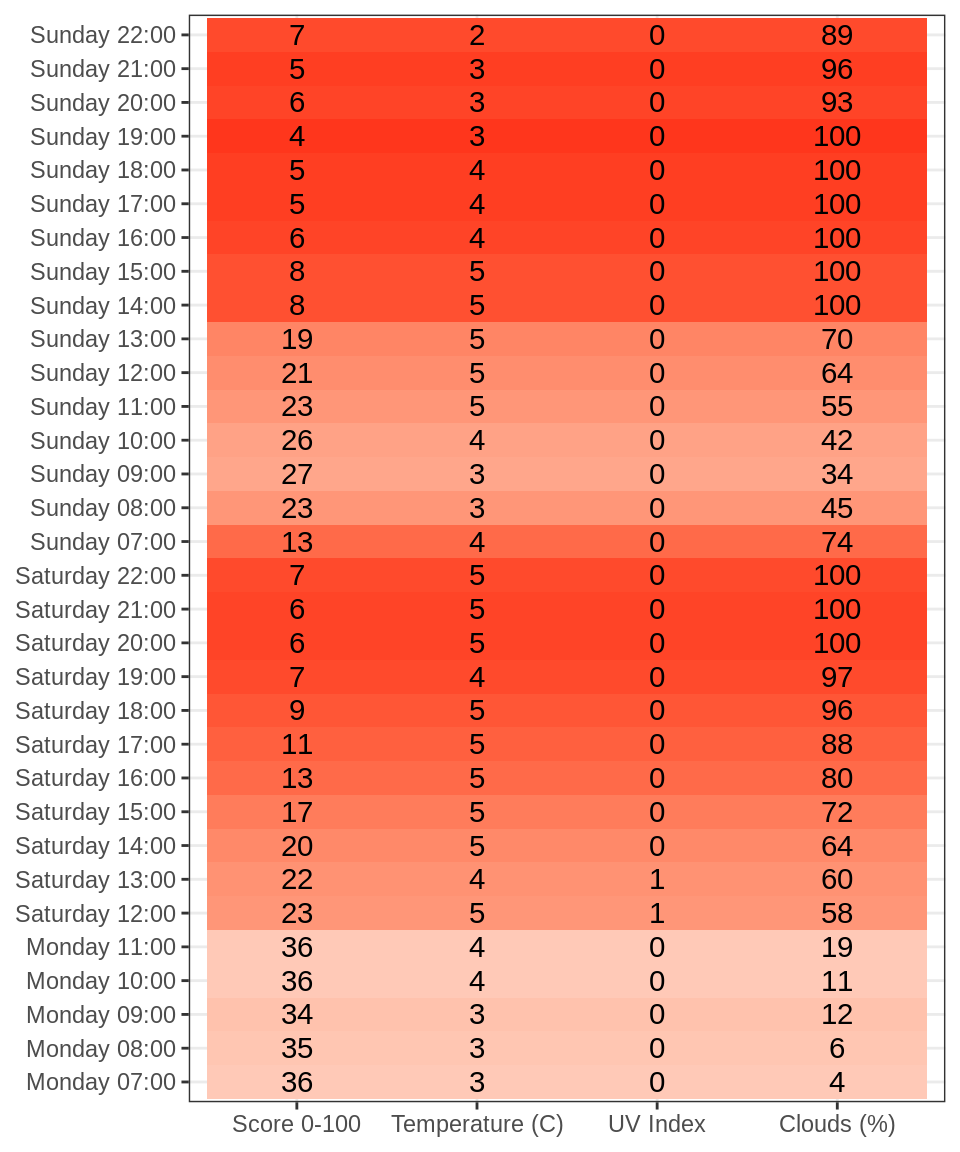 Sunday 22:00 7 2 0 89
Sunday 21:00 5 3 0 96
Sunday 20:00 6 3 0 93
Sunday 19:00 4 3 0 100
Sunday 18:00 5 4 0 100
Sunday 17:00 5 4 0 100
Sunday 16:00 6 4 0 100
Sunday 15:00 8 5 0 100
Sunday 14:00 8 5 0 100
Sunday 13:00 19 5 0 70
Sunday 12:00 21 5 0 64
Sunday 11:00 23 5 0 55
Sunday 10:00 26 4 0 42
Sunday 09:00 27 3 0 34
Sunday 08:00 23 3 0 45
Sunday 07:00 13 4 0 74
Saturday 22:00 7 5 0 100
Saturday 21:00 6 5 0 100
Saturday 20:00 6 5 0 100
Saturday 19:00 7 4 0 97
Saturday 18:00 9 5 0 96
Saturday 17:00 11 5 0 88
Saturday 16:00 13 5 0 80
Saturday 15:00 17 5 0 72
Saturday 14:00 20 5 0 64
Saturday 13:00 22 4 1 60
Saturday 12:00 23 5 1 58
Monday 11:00 36 4 0 19
Monday 10:00 36 4 0 11
Monday 09:00 34 3 0 12
Monday 08:00 35 3 0 6
Monday 07:00 36 3 0 4
Score 0-100 Temperature (C) UV Index Clouds (%)